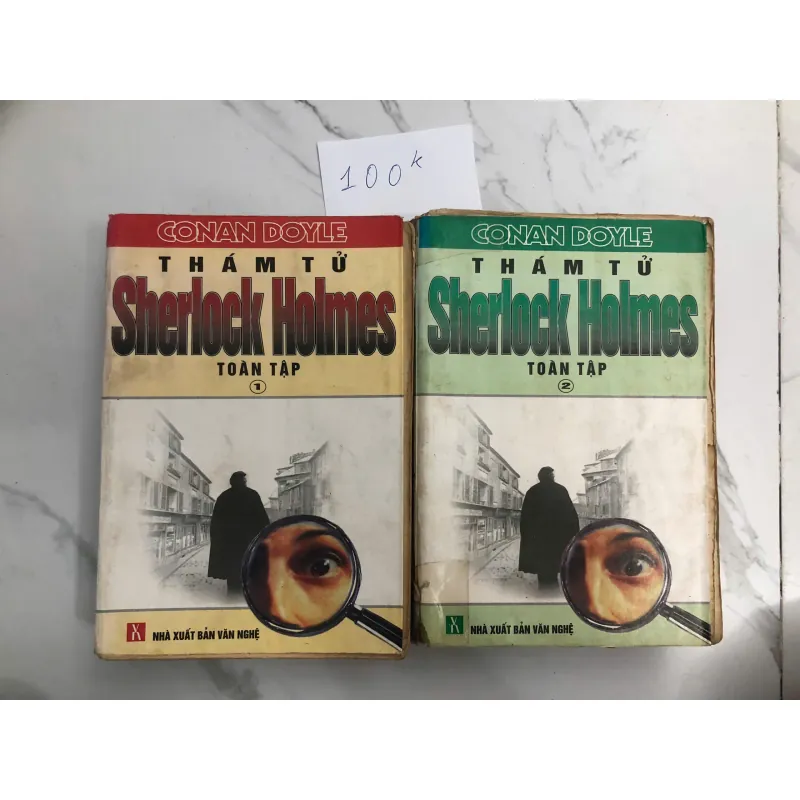 100k
CONAN DOYLE
THÁM TỬ
Sherlock Holmes
TOÀN TẬP
1
X
NHÀ XUẤT BẢN VĂN NGHỆ
CONAN DOYLE
THÁM TỬ
Sherlock Holmes
TOÀN TẬP
2
X
NHÀ XUẤT BẢN VĂN NGHỆ